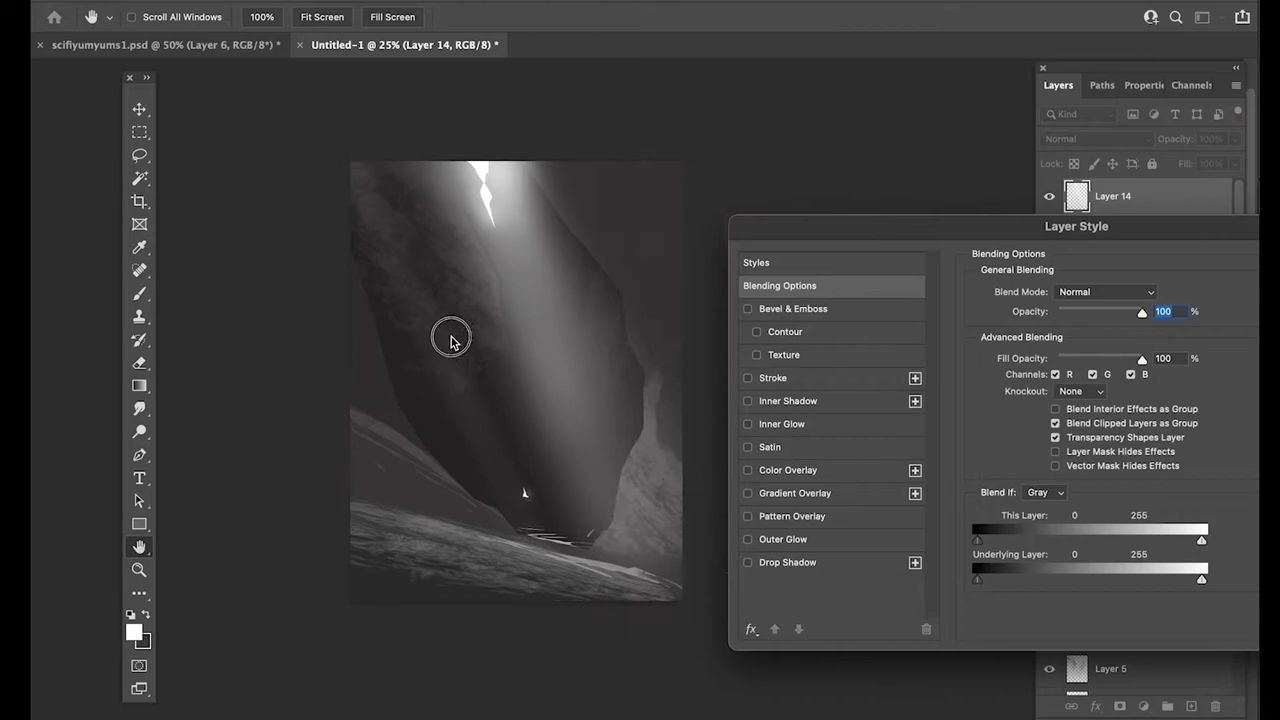 Scroll All Windows 100% Fit Screen Fill Screen
scifiyumyums1.psd @ 50% (Layer 6, RGB/8*) * Untitled-1 @ 25% (Layer 14, RGB/8) *
Layers Paths Propertie Channels
Kind
Normal Opacity: 100%
Lock: Fill: 100%
Layer 14
Layer Style
Styles
Blending Options
Bevel & Emboss
Contour
Texture
Stroke
Inner Shadow
Inner Glow
Satin
Color Overlay
Gradient Overlay
Pattern Overlay
Outer Glow
Drop Shadow
fx
Blending Options
General Blending
Blend Mode: Normal
Opacity: 100 %
Advanced Blending
Fill Opacity: 100 %
Channels: R G B
Knockout: None
Blend Interior Effects as Group
Blend Clipped Layers as Group
Transparency Shapes Layer
Layer Mask Hides Effects
Vector Mask Hides Effects
Blend If: Gray
This Layer: 0 255
Underlying Layer: 0 255
Layer 5
fx